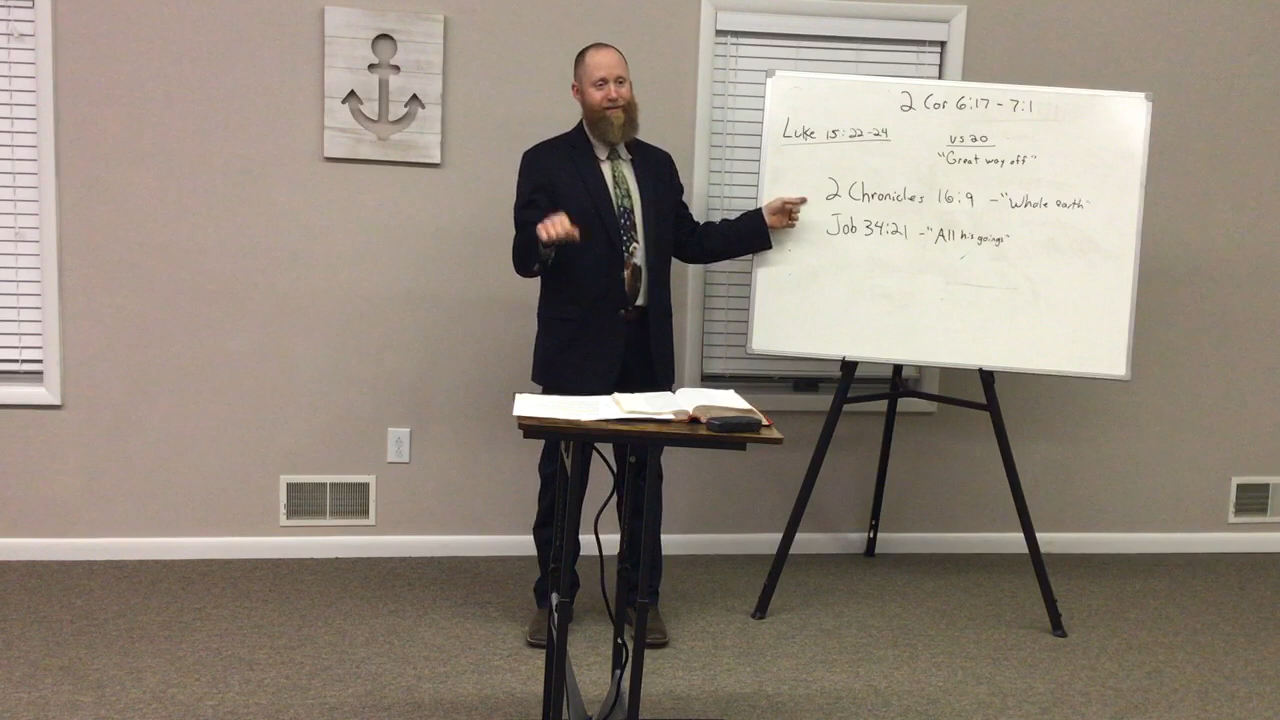 2 Cor 6:17 - 7:1
Luke 15:22-24
vs 20
"Great way off"
2 Chronicles 16:9 - "Whole earth"
Job 34:21 - "All his goings"